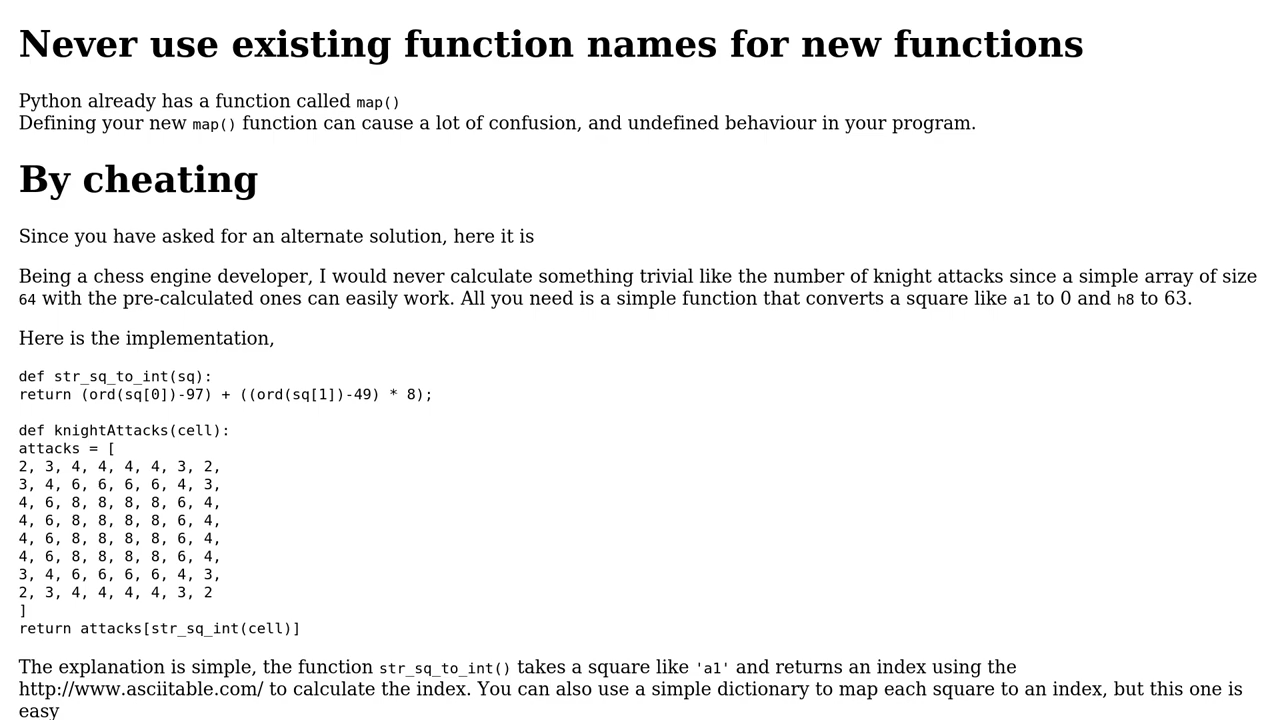 Never use existing function names for new functions
Python already has a function called map()
Defining your new map() function can cause a lot of confusion, and undefined behaviour in your program.
By cheating
Since you have asked for an alternate solution, here it is
Being a chess engine developer, I would never calculate something trivial like the number of knight attacks since a simple array of size
64 with the pre-calculated ones can easily work. All you need is a simple function that converts a square like a1 to 0 and h8 to 63.
Here is the implementation,
def str_sq_to_int(sq):
return (ord(sq[0])-97) + ((ord(sq[1])-49) * 8);
def knightAttacks(cell):
attacks = [
2, 3, 4, 4, 4, 4, 3, 2,
3, 4, 6, 6, 6, 6, 4, 3,
4, 6, 8, 8, 8, 8, 6, 4,
4, 6, 8, 8, 8, 8, 6, 4,
4, 6, 8, 8, 8, 8, 6, 4,
4, 6, 8, 8, 8, 8, 6, 4,
3, 4, 6, 6, 6, 6, 4, 3,
2, 3, 4, 4, 4, 4, 3, 2
]
return attacks[str_sq_int(cell)]
The explanation is simple, the function str_sq_to_int() takes a square like 'a1' and returns an index using the
http://www.asciitable.com/ to calculate the index. You can also use a simple dictionary to map each square to an index, but this one is
easy